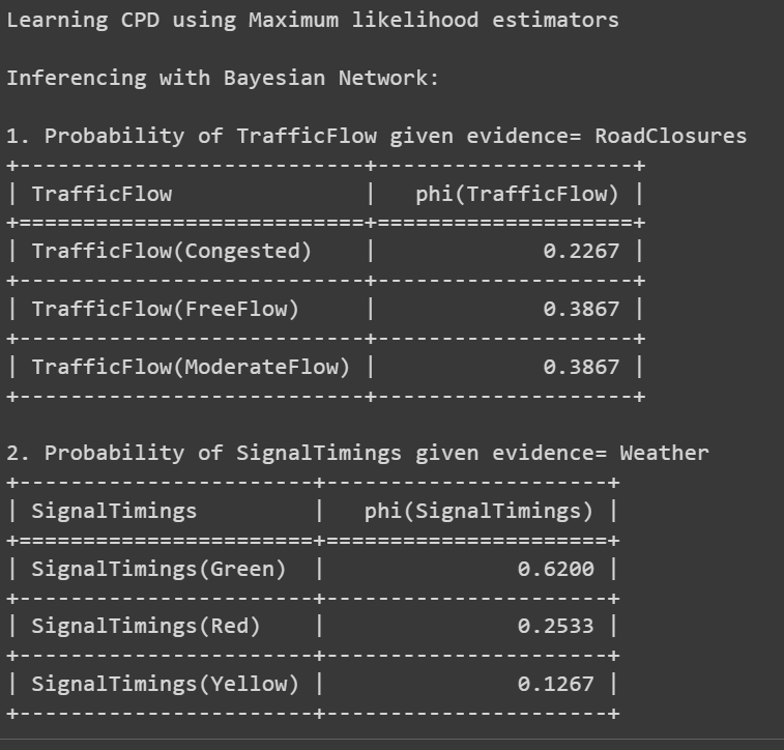 Learning CPD using Maximum likelihood estimators
Inferencing with Bayesian Network:
1. Probability of TrafficFlow given evidence= RoadClosures
+----------------------------+---------------------+
| TrafficFlow                |   phi(TrafficFlow) |
+============================+=====================+
| TrafficFlow(Congested)     |             0.2267 |
+----------------------------+---------------------+
| TrafficFlow(FreeFlow)      |             0.3867 |
+----------------------------+---------------------+
| TrafficFlow(ModerateFlow) |             0.3867 |
+----------------------------+---------------------+
2. Probability of SignalTimings given evidence= Weather
+------------------------+-----------------------+
| SignalTimings          |   phi(SignalTimings) |
+========================+=======================+
| SignalTimings(Green)  |               0.6200 |
+------------------------+-----------------------+
| SignalTimings(Red)    |               0.2533 |
+------------------------+-----------------------+
| SignalTimings(Yellow) |               0.1267 |
+------------------------+-----------------------+